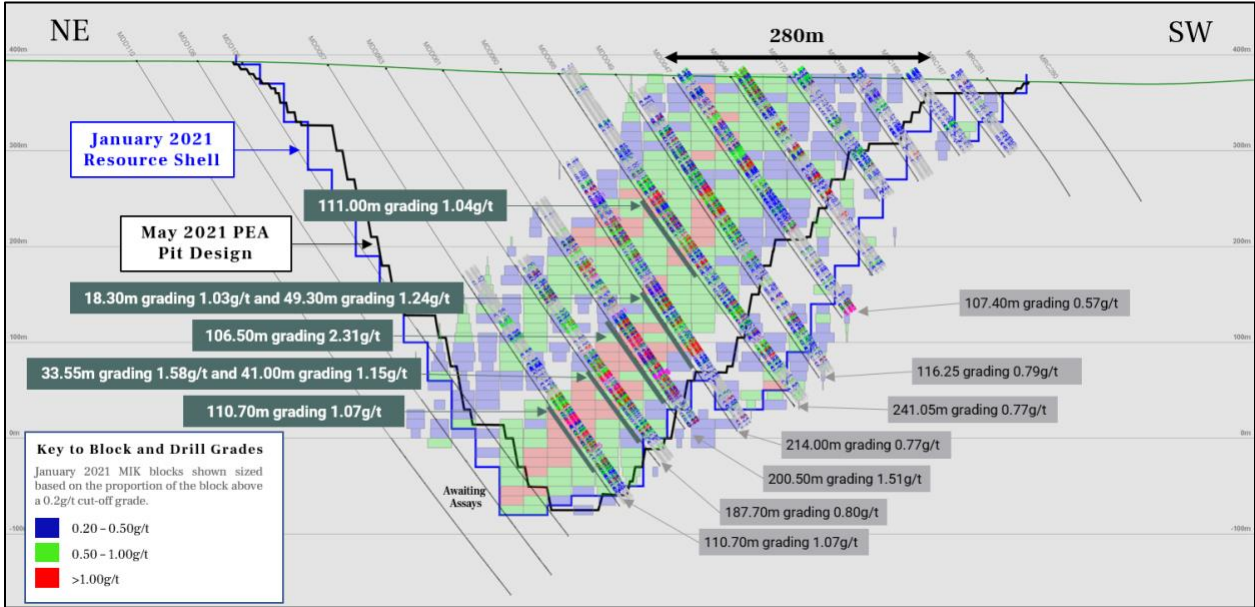 NE
SW
280m
MDD110
MDD108
400m
400m
January 2021
Resource Shell
300m
300m
111.00m grading 1.04g/t
May 2021 PEA
Pit Design
200m
200m
18.30m grading 1.03g/t and 49.30m grading 1.24g/t
107.40m grading 0.57g/t
106.50m grading 2.31g/t
100m
100m
33.55m grading 1.58g/t and 41.00m grading 1.15g/t
116.25 grading 0.79g/t
110.70m grading 1.07g/t
241.05m grading 0.77g/t
0m
0m
214.00m grading 0.77g/t
Key to Block and Drill Grades
January 2021 MIK blocks shown sized
based on the proportion of the block above
a 0.2g/t cut-off grade.
0.20 – 0.50g/t
0.50 – 1.00g/t
>1.00g/t
Awaiting
Assays
200.50m grading 1.51g/t
187.70m grading 0.80g/t
-100m
-100m
110.70m grading 1.07g/t